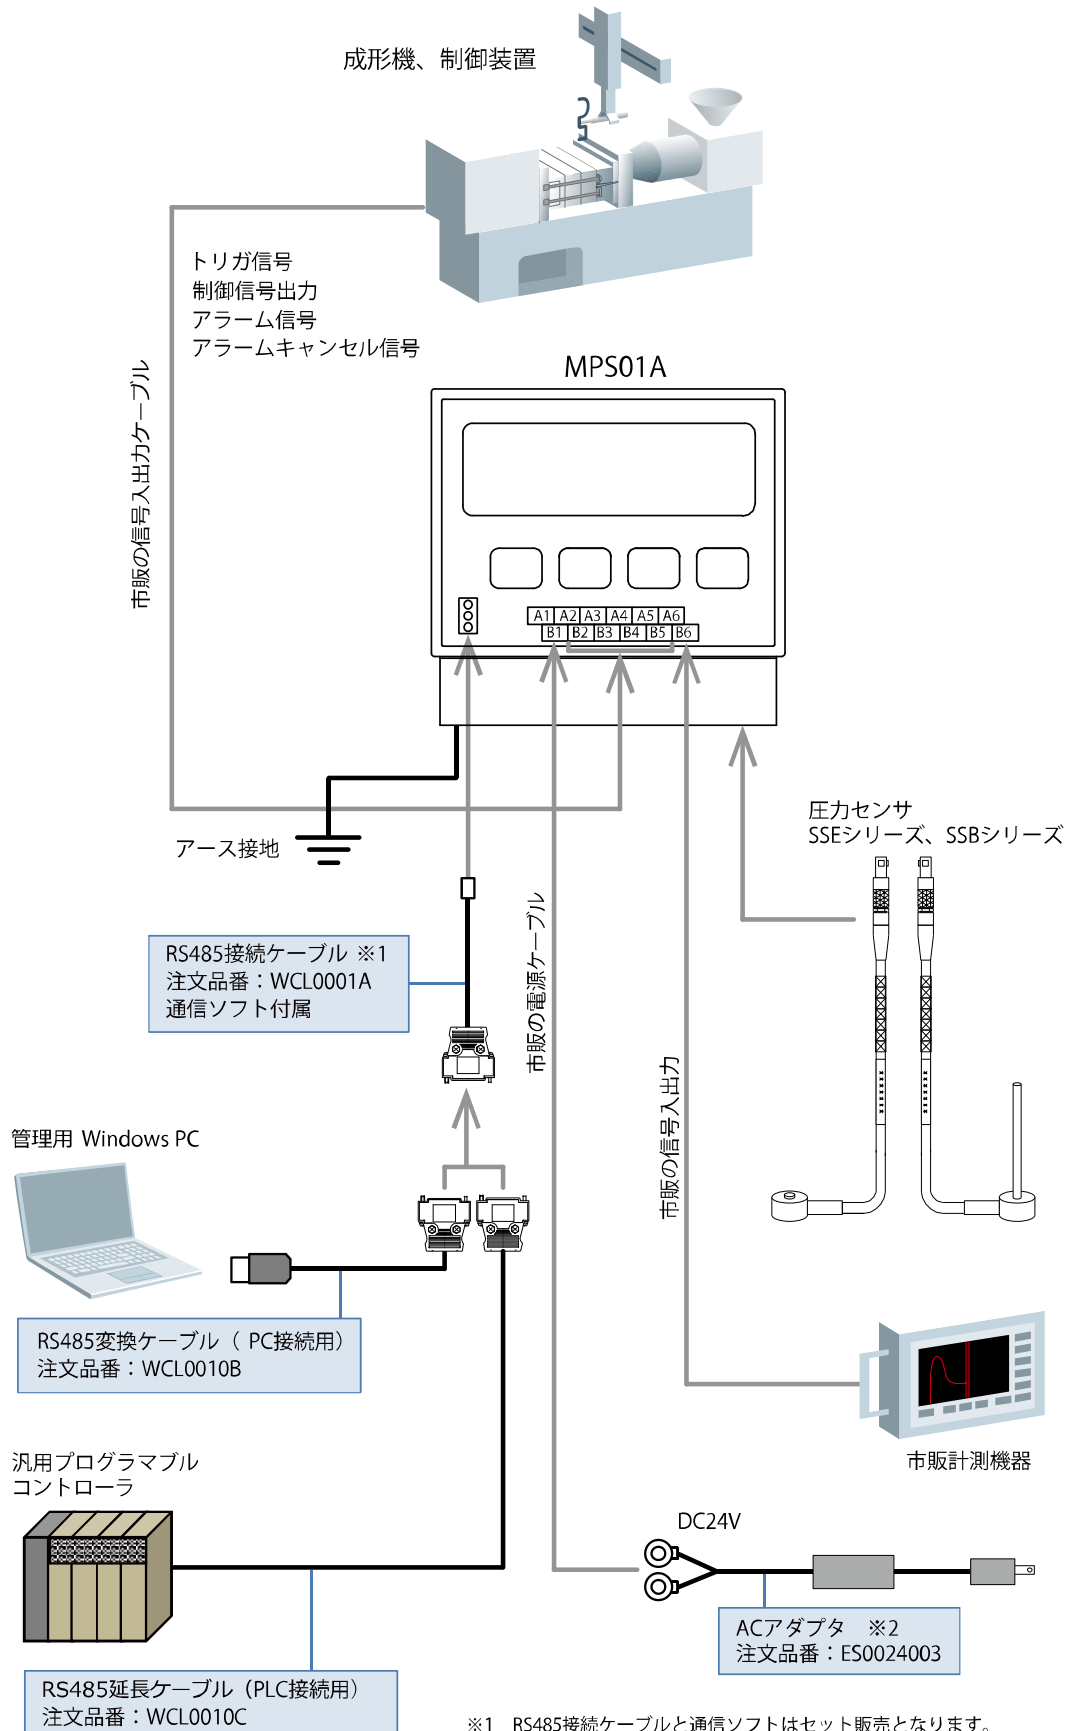 成形機、制御装置
トリガ信号
制御信号出力
アラーム信号
アラームキャンセル信号
市販の信号入出力ケーブル
MPS01A
A1 A2 A3 A4 A5 A6
B1 B2 B3 B4 B5 B6
アース接地
圧力センサ
SSEシリーズ、SSBシリーズ
RS485接続ケーブル ※1
注文品番：WCL0001A
通信ソフト付属
市販の電源ケーブル
市販の信号入出力
管理用 Windows PC
RS485変換ケーブル（ PC接続用）
注文品番：WCL0010B
市販計測機器
汎用プログラマブル
コントローラ
DC24V
ACアダプタ ※2
注文品番：ES0024003
RS485延長ケーブル（PLC接続用）
注文品番：WCL0010C
※1 RS485接続ケーブルと通信ソフトはセット販売となります。